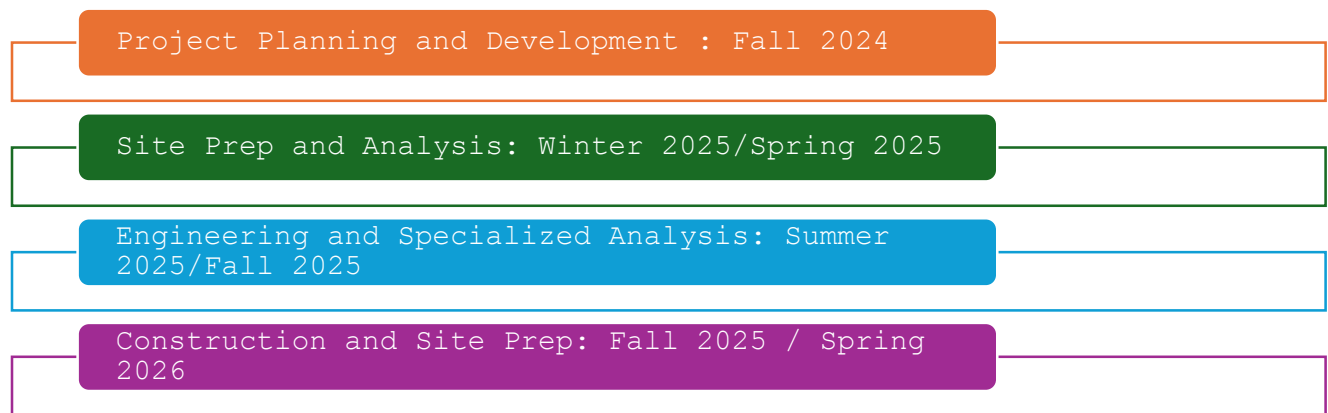 Project Planning and Development : Fall 2024
Site Prep and Analysis: Winter 2025/Spring 2025
Engineering and Specialized Analysis: Summer
2025/Fall 2025
Construction and Site Prep: Fall 2025 / Spring
2026